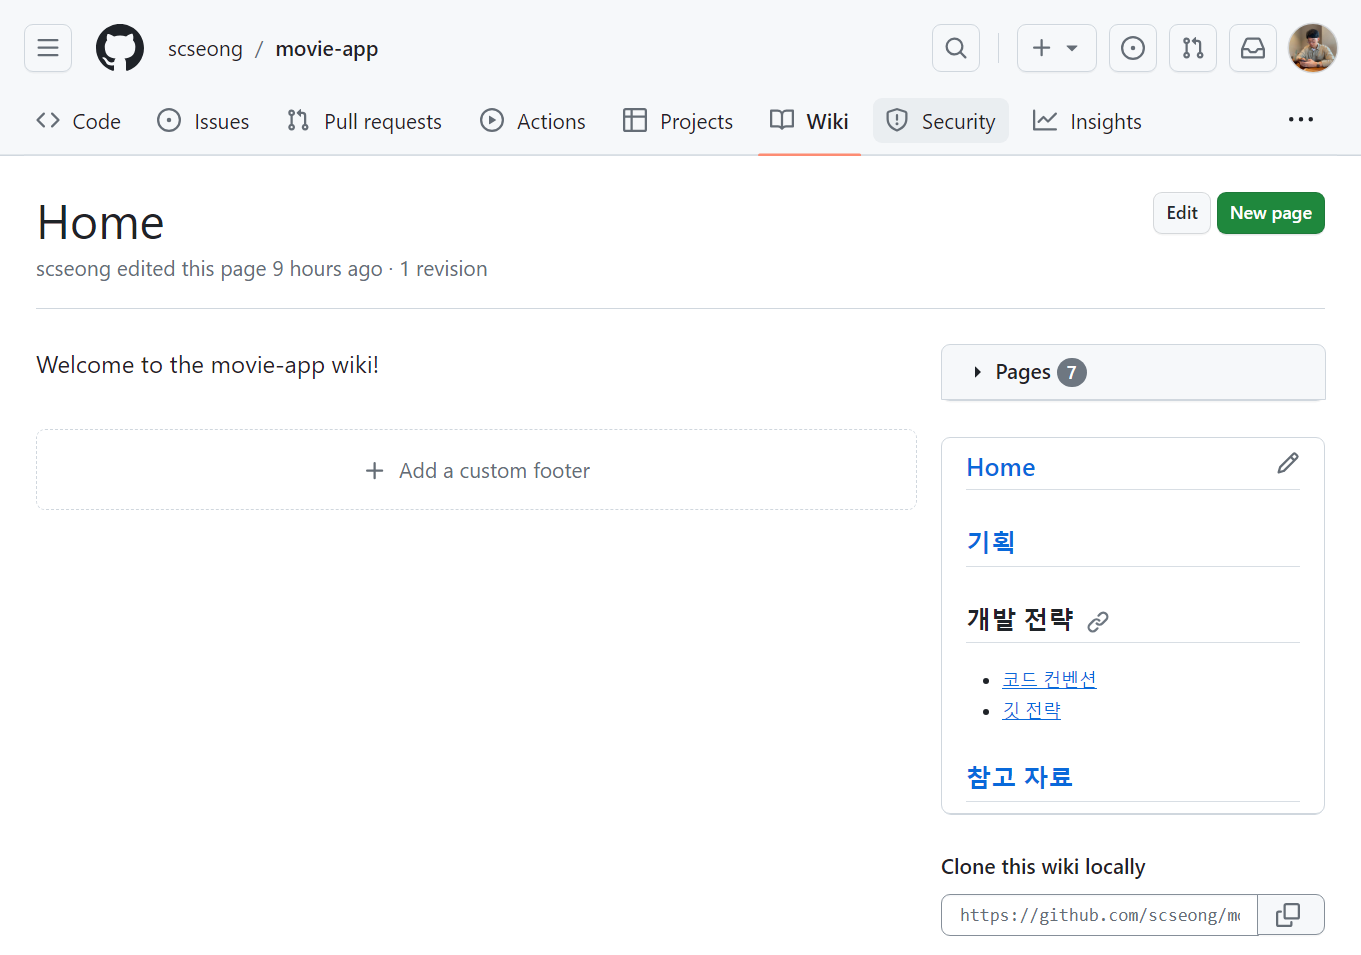 scseong / movie-app
Code Issues Pull requests Actions Projects Wiki Security Insights
Home
Edit New page
scseong edited this page 9 hours ago · 1 revision
Welcome to the movie-app wiki!
Add a custom footer
Pages 7
Home
기획
개발 전략
코드 컨벤션
깃 전략
참고 자료
Clone this wiki locally
https://github.com/scseong/m